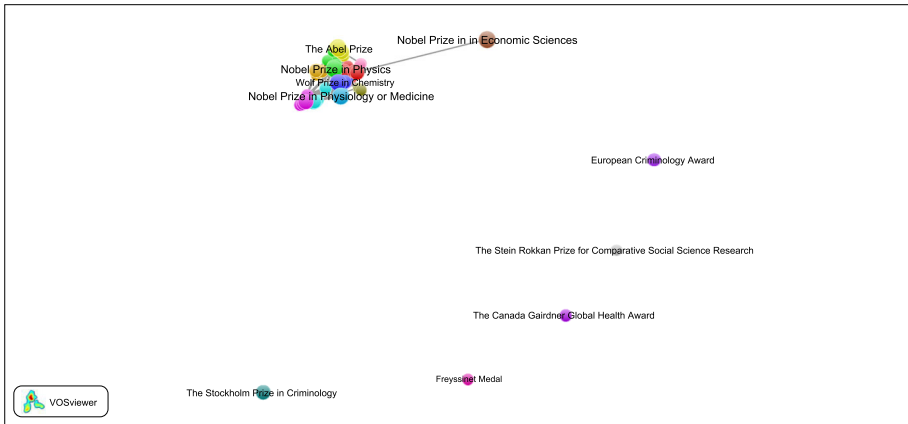 Nobel Prize in in Economic Sciences
The Abel Prize
Nobel Prize in Physics
Wolf Prize in Chemistry
Nobel Prize in Physiology or Medicine
European Criminology Award
The Stein Rokkan Prize for Comparative Social Science Research
The Canada Gairdner Global Health Award
Freyssinet Medal
The Stockholm Prize in Criminology
VOSviewer